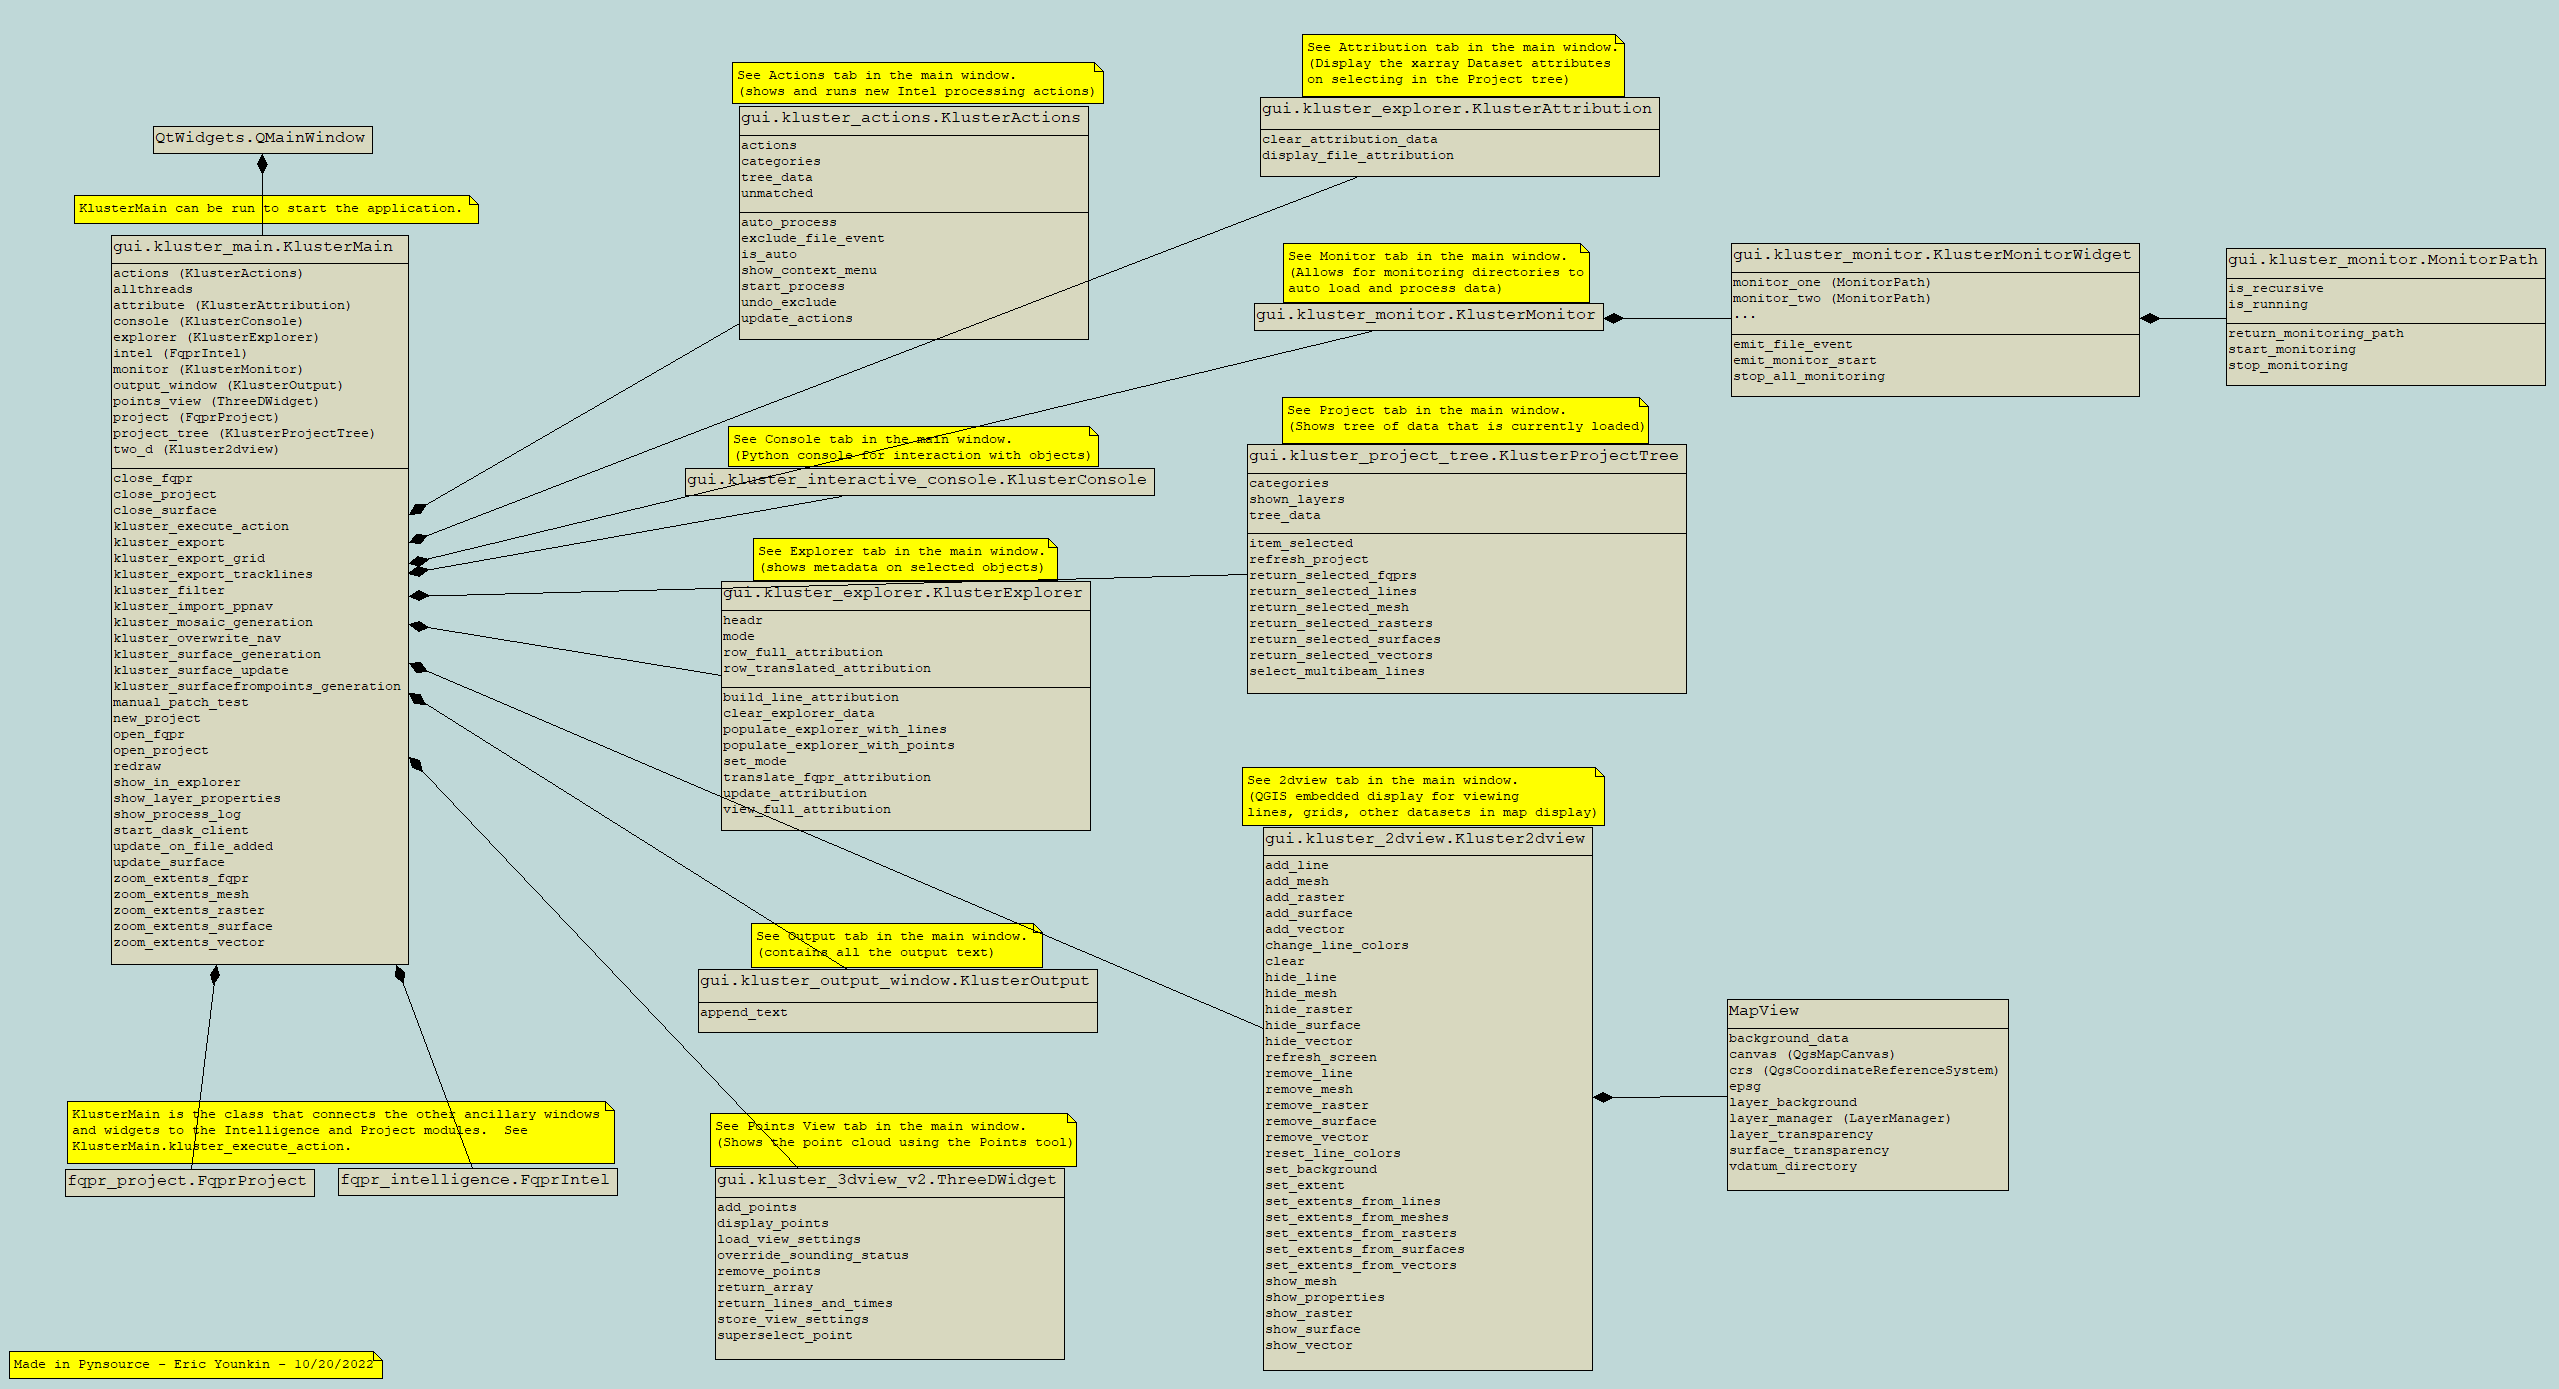 QtWidgets.QMainWindow
KlusterMain can be run to start the application.
gui.kluster_main.KlusterMain
actions (KlusterActions)
allthreads
attribute (KlusterAttribution)
console (KlusterConsole)
explorer (KlusterExplorer)
intel (FqprIntel)
monitor (KlusterMonitor)
output_window (KlusterOutput)
points_view (ThreeDWidget)
project (FqprProject)
project_tree (KlusterProjectTree)
two_d (Kluster2dview)
close_fqpr
close_project
close_surface
kluster_execute_action
kluster_export
kluster_export_grid
kluster_export_tracklines
kluster_filter
kluster_import_ppnav
kluster_mosaic_generation
kluster_overwrite_nav
kluster_surface_generation
kluster_surface_update
kluster_surfacefrompoints_generation
manual_patch_test
new_project
open_fqpr
open_project
redraw
show_in_explorer
show_layer_properties
show_process_log
start_dask_client
update_on_file_added
update_surface
zoom_extents_fqpr
zoom_extents_mesh
zoom_extents_raster
zoom_extents_surface
zoom_extents_vector
KlusterMain is the class that connects the other ancillary windows
and widgets to the Intelligence and Project modules.  See
KlusterMain.kluster_execute_action.
fqpr_project.FqprProject
fqpr_intelligence.FqprIntel
Made in Pynsource - Eric Younkin - 10/20/2022
See Actions tab in the main window.
(shows and runs new Intel processing actions)
gui.kluster_actions.KlusterActions
actions
categories
tree_data
unmatched
auto_process
exclude_file_event
is_auto
show_context_menu
start_process
undo_exclude
update_actions
See Console tab in the main window.
(Python console for interaction with objects)
gui.kluster_interactive_console.KlusterConsole
See Explorer tab in the main window.
(shows metadata on selected objects)
gui.kluster_explorer.KlusterExplorer
headr
mode
row_full_attribution
row_translated_attribution
build_line_attribution
clear_explorer_data
populate_explorer_with_lines
populate_explorer_with_points
set_mode
translate_fqpr_attribution
update_attribution
view_full_attribution
See Output tab in the main window.
(contains all the output text)
gui.kluster_output_window.KlusterOutput
append_text
See Points View tab in the main window.
(Shows the point cloud using the Points tool)
gui.kluster_3dview_v2.ThreeDWidget
add_points
display_points
load_view_settings
override_sounding_status
remove_points
return_array
return_lines_and_times
store_view_settings
superselect_point
See Attribution tab in the main window.
(Display the xarray Dataset attributes
on selecting in the Project tree)
gui.kluster_explorer.KlusterAttribution
clear_attribution_data
display_file_attribution
See Monitor tab in the main window.
(Allows for monitoring directories to
auto load and process data)
gui.kluster_monitor.KlusterMonitor
gui.kluster_monitor.KlusterMonitorWidget
monitor_one (MonitorPath)
monitor_two (MonitorPath)
...
emit_file_event
emit_monitor_start
stop_all_monitoring
gui.kluster_monitor.MonitorPath
is_recursive
is_running
return_monitoring_path
start_monitoring
stop_monitoring
See Project tab in the main window.
(Shows tree of data that is currently loaded)
gui.kluster_project_tree.KlusterProjectTree
categories
shown_layers
tree_data
item_selected
refresh_project
return_selected_fqprs
return_selected_lines
return_selected_mesh
return_selected_rasters
return_selected_surfaces
return_selected_vectors
select_multibeam_lines
See 2dview tab in the main window.
(QGIS embedded display for viewing
lines, grids, other datasets in map display)
gui.kluster_2dview.Kluster2dview
add_line
add_mesh
add_raster
add_surface
add_vector
change_line_colors
clear
hide_line
hide_mesh
hide_raster
hide_surface
hide_vector
refresh_screen
remove_line
remove_mesh
remove_raster
remove_surface
remove_vector
reset_line_colors
set_background
set_extent
set_extents_from_lines
set_extents_from_meshes
set_extents_from_rasters
set_extents_from_surfaces
set_extents_from_vectors
show_mesh
show_properties
show_raster
show_surface
show_vector
MapView
background_data
canvas (QgsMapCanvas)
crs (QgsCoordinateReferenceSystem)
epsg
layer_background
layer_manager (LayerManager)
layer_transparency
surface_transparency
vdatum_directory